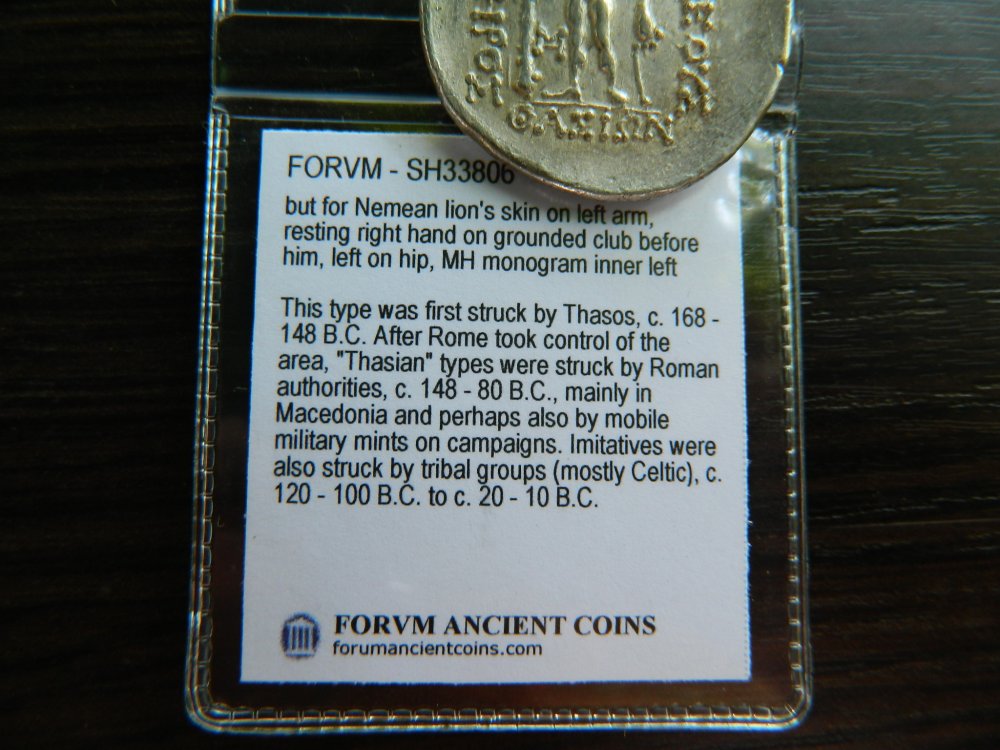 ΘΑΣΙΩΝ
FORVM - SH33806
but for Nemean lion's skin on left arm,
resting right hand on grounded club before
him, left on hip, MH monogram inner left
This type was first struck by Thasos, c. 168 -
148 B.C. After Rome took control of the
area, "Thasian" types were struck by Roman
authorities, c. 148 - 80 B.C., mainly in
Macedonia and perhaps also by mobile
military mints on campaigns. Imitatives were
also struck by tribal groups (mostly Celtic), c.
120 - 100 B.C. to c. 20 - 10 B.C.
FORVM ANCIENT COINS
forumancientcoins.com